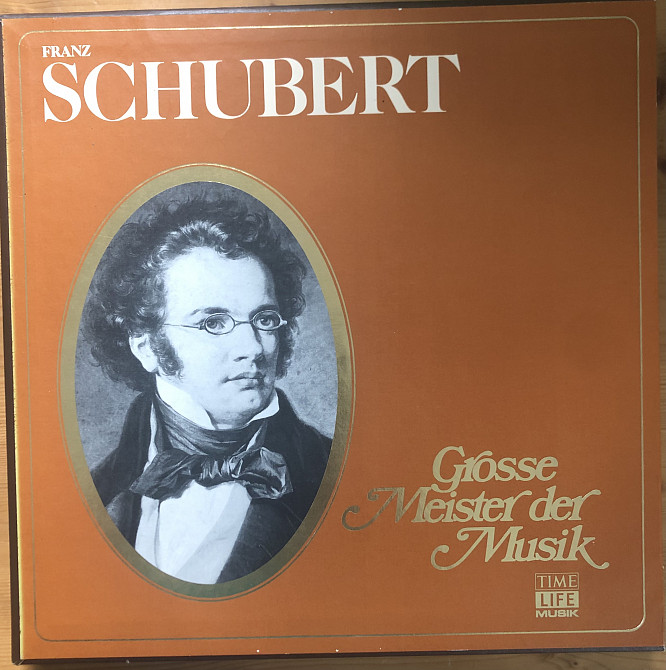 FRANZ
SCHUBERT
Grosse
Meister der
Musik
TIME
LIFE
MUSIK